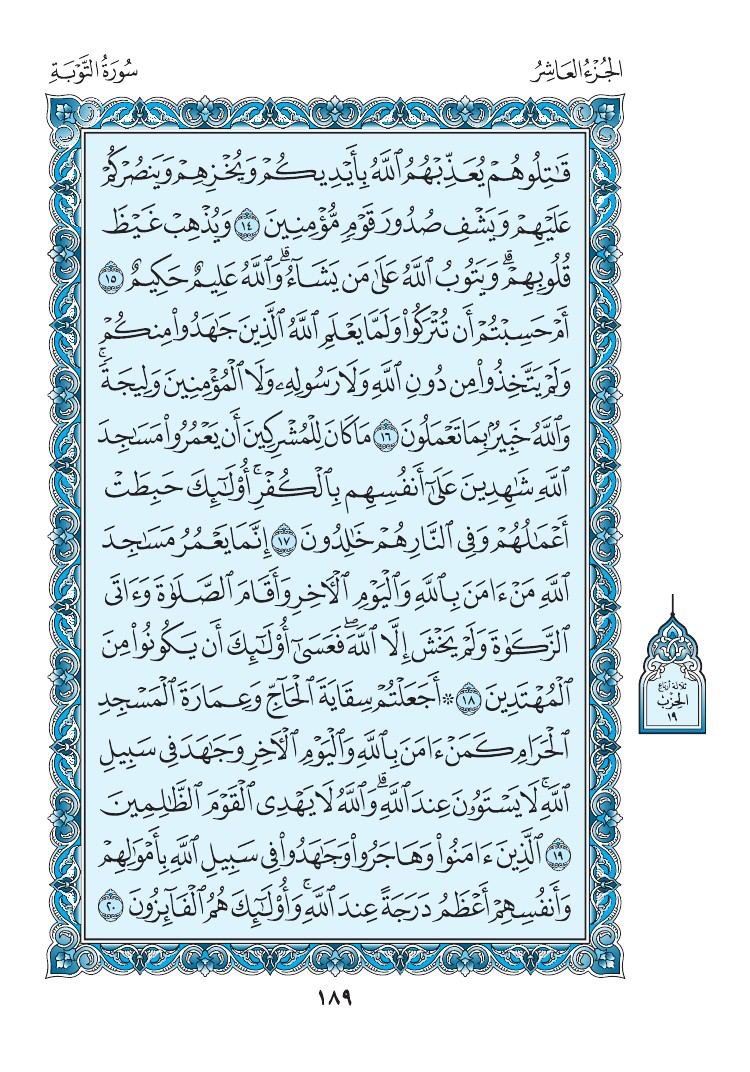 الجُزْءُ العَاشِرُ
سُورَةُ التَّوْبَةِ
قَٰتِلُوهُمْ يُعَذِّبْهُمُ ٱللَّهُ بِأَيْدِيكُمْ وَيُخْزِهِمْ وَيَنصُرْكُمْ
عَلَيْهِمْ وَيَشْفِ صُدُورَ قَوْمٍ مُّؤْمِنِينَ ١٤ وَيُذْهِبْ غَيْظَ
قُلُوبِهِمْۗ وَيَتُوبُ ٱللَّهُ عَلَىٰ مَن يَشَآءُۗ وَٱللَّهُ عَلِيمٌ حَكِيمٌ ١٥
أَمْ حَسِبْتُمْ أَن تُتْرَكُوا۟ وَلَمَّا يَعْلَمِ ٱللَّهُ ٱلَّذِينَ جَٰهَدُوا۟ مِنكُمْ
وَلَمْ يَتَّخِذُوا۟ مِن دُونِ ٱللَّهِ وَلَا رَسُولِهِۦ وَلَا ٱلْمُؤْمِنِينَ وَلِيجَةًۚ
وَٱللَّهُ خَبِيرٌۢ بِمَا تَعْمَلُونَ ١٦ مَا كَانَ لِلْمُشْرِكِينَ أَن يَعْمُرُوا۟ مَسَٰجِدَ
ٱللَّهِ شَٰهِدِينَ عَلَىٰٓ أَنفُسِهِم بِٱلْكُفْرِۚ أُو۟لَٰٓئِكَ حَبِطَتْ
أَعْمَٰلُهُمْ وَفِى ٱلنَّارِ هُمْ خَٰلِدُونَ ١٧ إِنَّمَا يَعْمُرُ مَسَٰجِدَ
ٱللَّهِ مَنْ ءَامَنَ بِٱللَّهِ وَٱلْيَوْمِ ٱلْءَاخِرِ وَأَقَامَ ٱلصَّلَوٰةَ وَءَاتَى
ٱلزَّكَوٰةَ وَلَمْ يَخْشَ إِلَّا ٱللَّهَۖ فَعَسَىٰٓ أُو۟لَٰٓئِكَ أَن يَكُونُوا۟ مِنَ
ٱلْمُهْتَدِينَ ١٨ ۞ أَجَعَلْتُمْ سِقَايَةَ ٱلْحَآجِّ وَعِمَارَةَ ٱلْمَسْجِدِ
ٱلْحَرَامِ كَمَنْ ءَامَنَ بِٱللَّهِ وَٱلْيَوْمِ ٱلْءَاخِرِ وَجَٰهَدَ فِى سَبِيلِ
ٱللَّهِۚ لَا يَسْتَوُۥنَ عِندَ ٱللَّهِۗ وَٱللَّهُ لَا يَهْدِى ٱلْقَوْمَ ٱلظَّٰلِمِينَ
١٩ ٱلَّذِينَ ءَامَنُوا۟ وَهَاجَرُوا۟ وَجَٰهَدُوا۟ فِى سَبِيلِ ٱللَّهِ بِأَمْوَٰلِهِمْ
وَأَنفُسِهِمْ أَعْظَمُ دَرَجَةً عِندَ ٱللَّهِۚ وَأُو۟لَٰٓئِكَ هُمُ ٱلْفَآئِزُونَ ٢٠
ثلاثة أرباع
الحِزْب
١٩
١٨٩